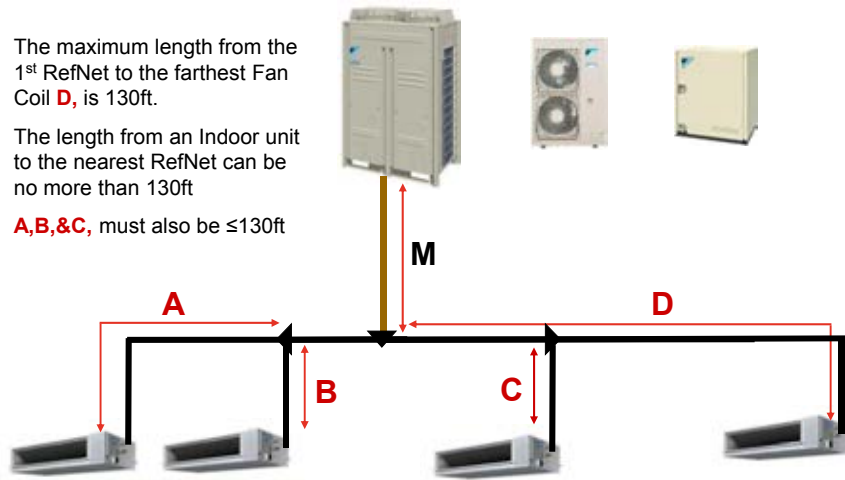 The maximum length from the
1st RefNet to the farthest Fan
Coil D, is 130ft.
The length from an Indoor unit
to the nearest RefNet can be
no more than 130ft
A,B,&C, must also be ≤130ft
M
A
D
B
C